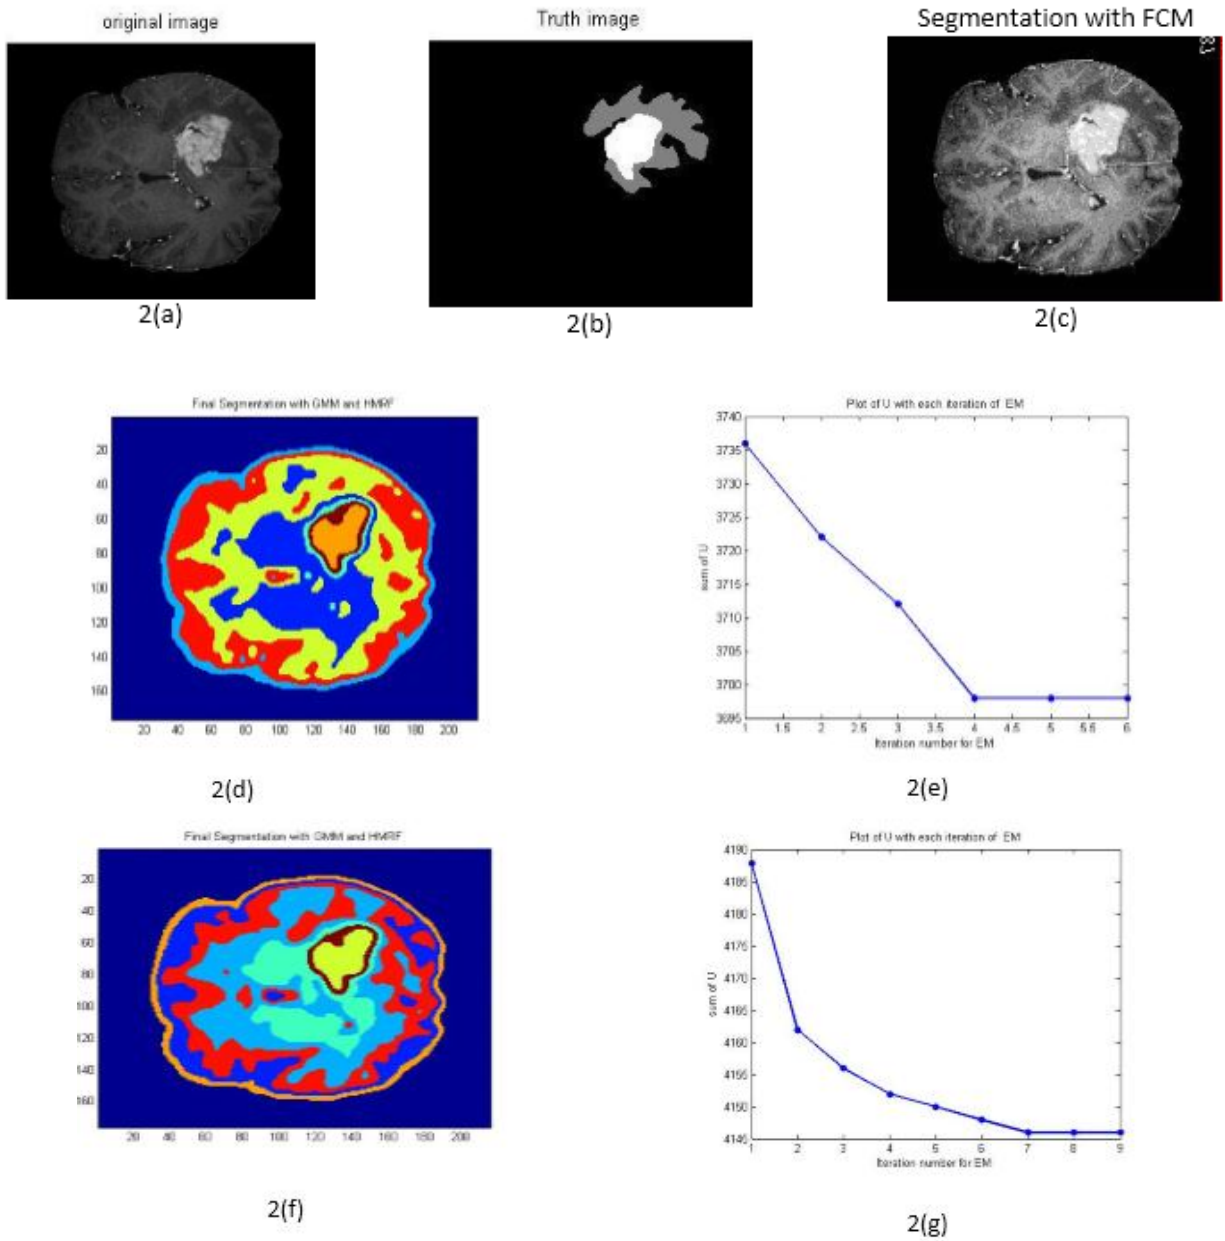 original image
Truth image
Segmentation with FCM
83
2(a)
2(b)
2(c)
Final Segmentation with GMM and HMRF
20
40
60
80
100
120
140
160
20 40 60 80 100 120 140 160 180 200
2(d)
Plot of U with each iteration of EM
3740
3735
3730
3725
3720
3715
3710
3705
3700
3695
sum of U
1 1.5 2 2.5 3 3.5 4 4.5 5 5.5 6
Iteration number for EM
2(e)
Final Segmentation with GMM and HMRF
20
40
60
80
100
120
140
160
20 40 60 80 100 120 140 160 180 200
2(f)
Plot of U with each iteration of EM
4190
4185
4180
4175
4170
4165
4160
4155
4150
4145
sum of U
1 2 3 4 5 6 7 8 9
Iteration number for EM
2(g)